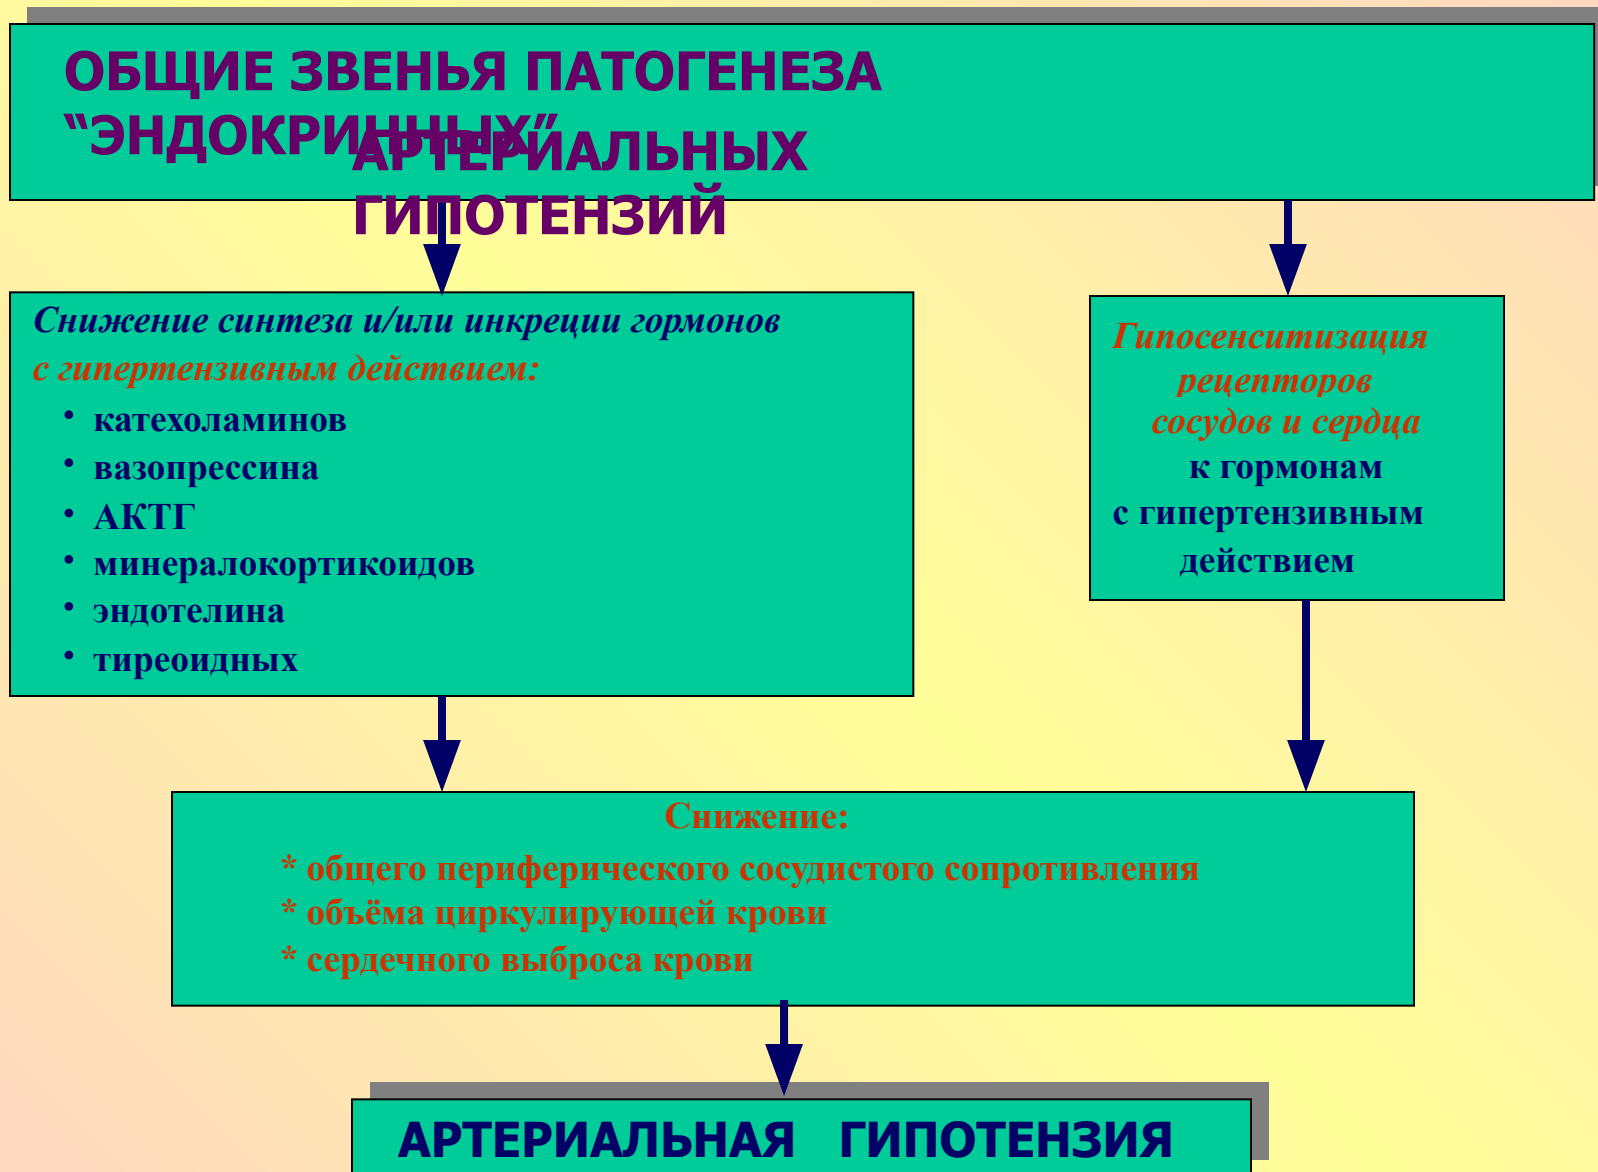 ОБЩИЕ ЗВЕНЬЯ ПАТОГЕНЕЗА
“ЭНДОКРИННЫХ”
АРТЕРИАЛЬНЫХ
ГИПОТЕНЗИЙ
Снижение синтеза и/или инкреции гормонов
с гипертензивным действием:
• катехоламинов
• вазопрессина
• АКТГ
• минералокортикоидов
• эндотелина
• тиреоидных
Гипосенситизация
рецепторов
сосудов и сердца
к гормонам
с гипертензивным
действием
Снижение:
* общего периферического сосудистого сопротивления
* объёма циркулирующей крови
* сердечного выброса крови
АРТЕРИАЛЬНАЯ ГИПОТЕНЗИЯ